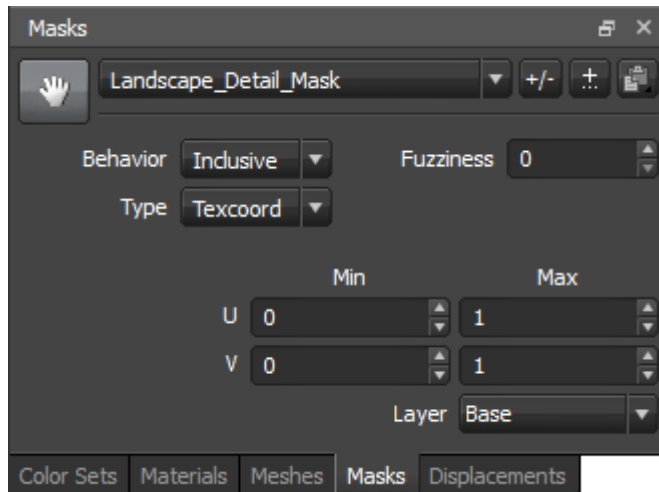 Masks
Landscape_Detail_Mask +/-
Behavior Inclusive Fuzziness 0
Type Texcoord
Min Max
U 0 1
V 0 1
Layer Base
Color Sets Materials Meshes Masks Displacements